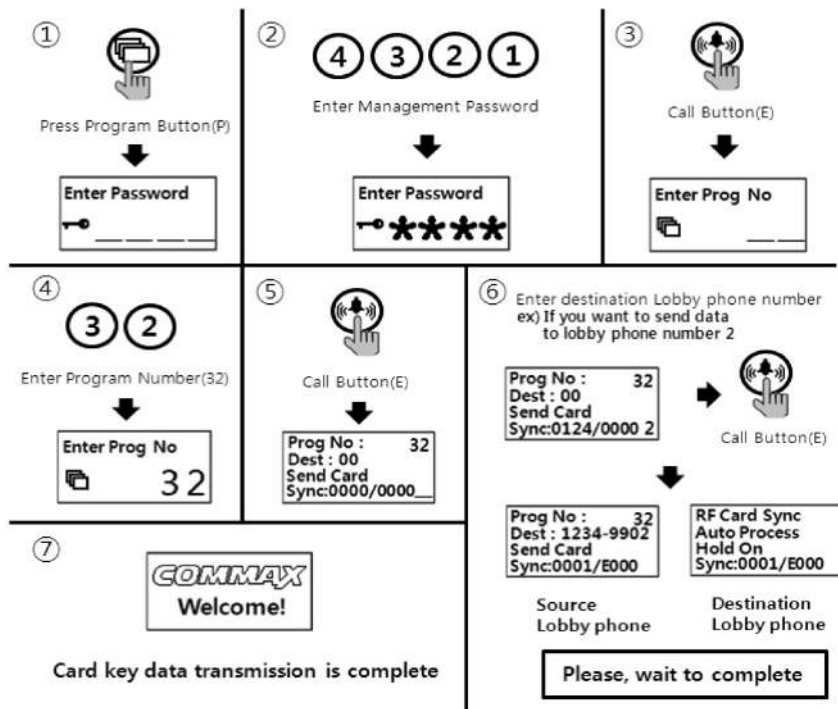 ①
Press Program Button(P)
Enter Password
②
4 3 2 1
Enter Management Password
Enter Password
****
③
Call Button(E)
Enter Prog No
④
3 2
Enter Program Number(32)
Enter Prog No
32
⑤
Call Button(E)
Prog No : 32
Dest : 00
Send Card
Sync:0000/0000__
⑥
Enter destination Lobby phone number
ex) If you want to send data
to lobby phone number 2
Prog No : 32
Dest : 00
Send Card
Sync:0124/0000 2
Call Button(E)
Prog No : 32
Dest : 1234-9902
Send Card
Sync:0001/E000
Source
Lobby phone
RF Card Sync
Auto Process
Hold On
Sync:0001/E000
Destination
Lobby phone
Please, wait to complete
⑦
COMMAX
Welcome!
Card key data transmission is complete